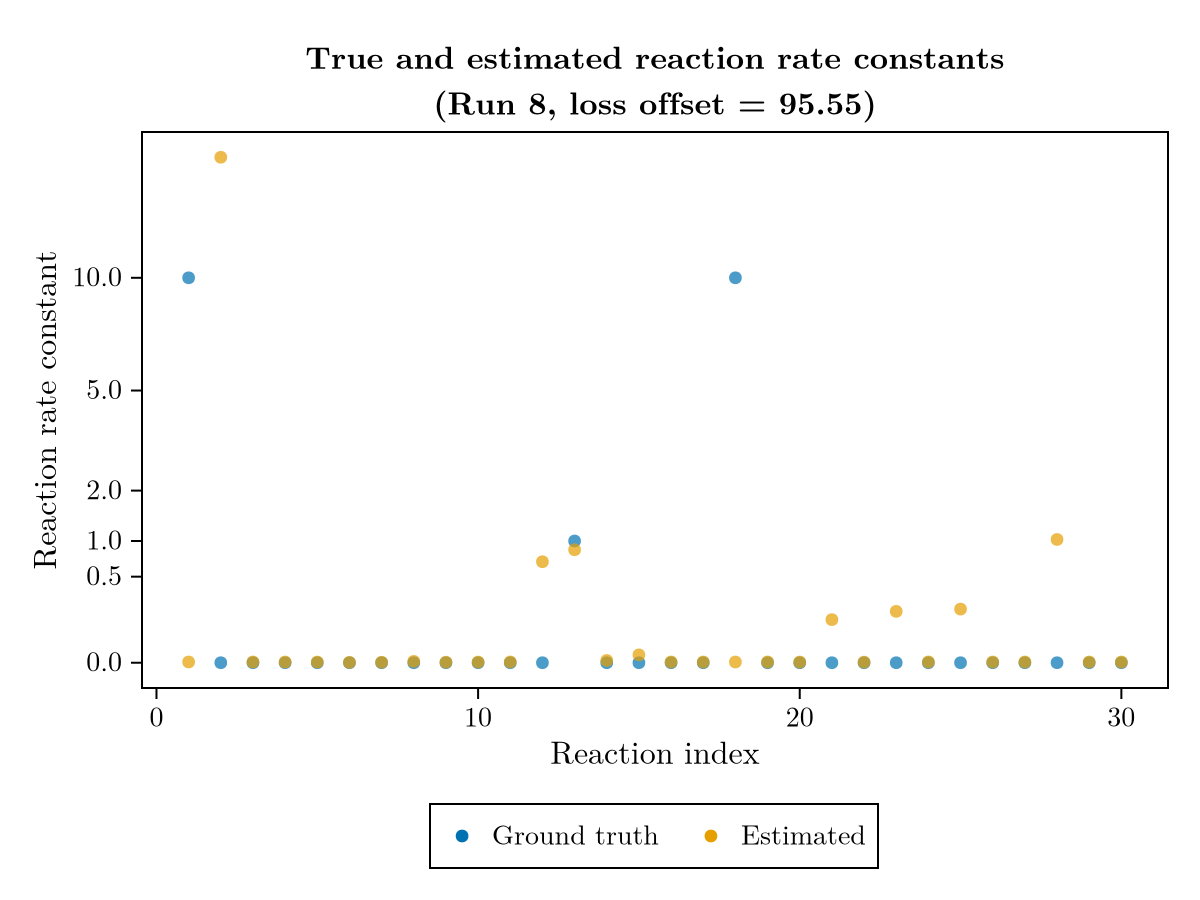 True and estimated reaction rate constants
(Run 8, loss offset = 95.55)
Reaction rate constant
10.0
5.0
2.0
1.0
0.5
0.0
0 10 20 30
Reaction index
Ground truth Estimated